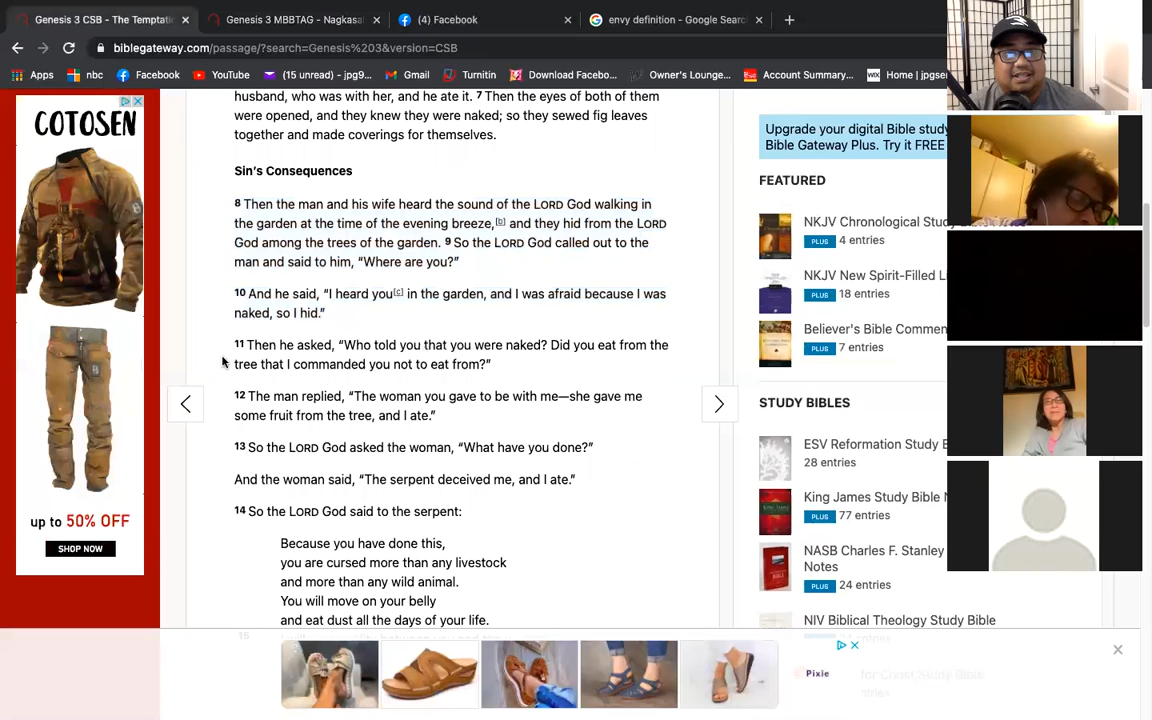 Genesis 3 CSB - The Temptati
Genesis 3 MBBTAG - Nagkasal
(4) Facebook
envy definition - Google Searc
biblegateway.com/passage/?search=Genesis%203&version=CSB
Apps
nbc
Facebook
YouTube
(15 unread) - jpg9...
Gmail
Turnitin
Download Facebo...
Owner's Lounge...
Account Summary...
WIX
Home | jpgser
COTOSEN
up to 50% OFF
SHOP NOW
husband, who was with her, and he ate it. 7 Then the eyes of both of them
were opened, and they knew they were naked; so they sewed fig leaves
together and made coverings for themselves.
Sin's Consequences
8 Then the man and his wife heard the sound of the LORD God walking in
the garden at the time of the evening breeze,[b] and they hid from the LORD
God among the trees of the garden. 9 So the LORD God called out to the
man and said to him, “Where are you?”
10 And he said, “I heard you[c] in the garden, and I was afraid because I was
naked, so I hid.”
11 Then he asked, “Who told you that you were naked? Did you eat from the
tree that I commanded you not to eat from?”
12 The man replied, “The woman you gave to be with me—she gave me
some fruit from the tree, and I ate.”
13 So the LORD God asked the woman, “What have you done?”
And the woman said, “The serpent deceived me, and I ate.”
14 So the LORD God said to the serpent:
Because you have done this,
you are cursed more than any livestock
and more than any wild animal.
You will move on your belly
and eat dust all the days of your life.
15
Upgrade your digital Bible study
Bible Gateway Plus. Try it FREE
FEATURED
NKJV Chronological Stud
PLUS 4 entries
NKJV New Spirit-Filled Li
PLUS 18 entries
Believer's Bible Commen
PLUS 7 entries
STUDY BIBLES
ESV Reformation Study B
28 entries
King James Study Bible N
PLUS 77 entries
NASB Charles F. Stanley
Notes
PLUS 24 entries
NIV Biblical Theology Study Bible
Pixie